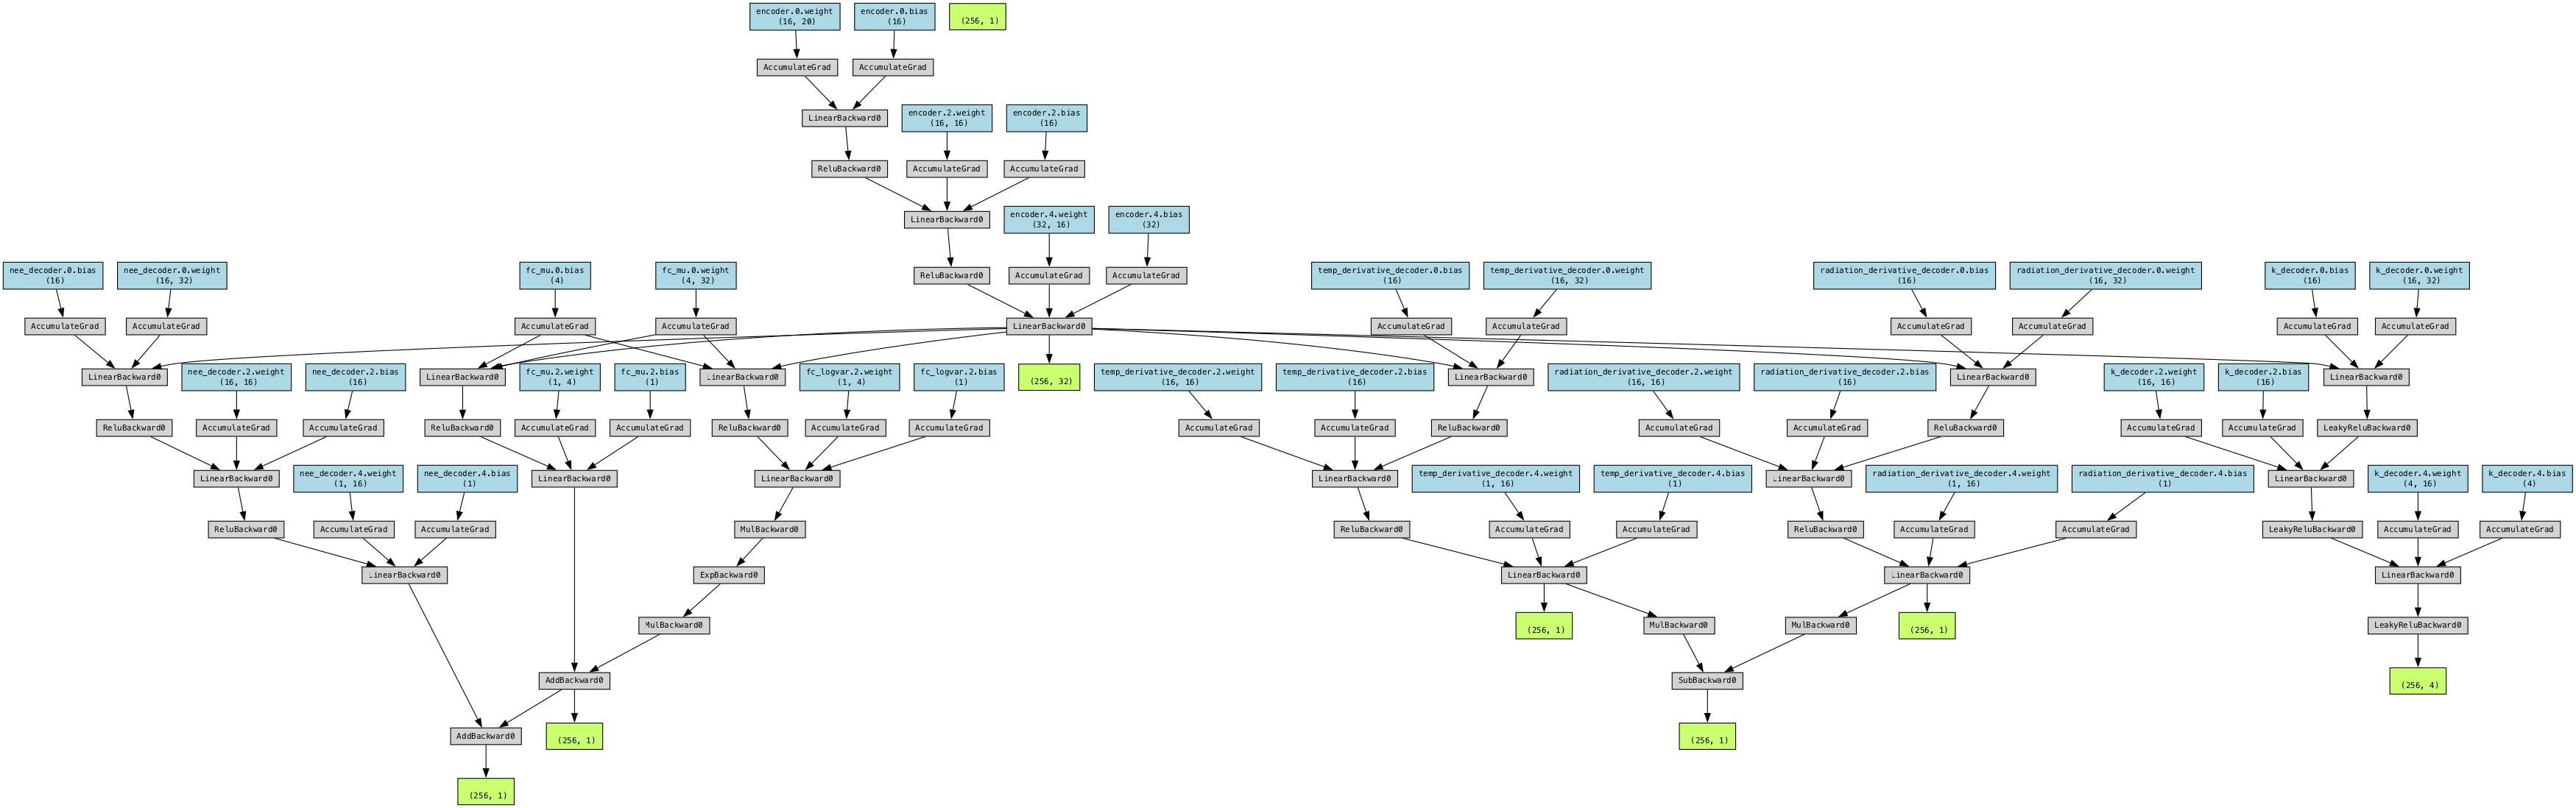 encoder.0.weight
(16, 20)
encoder.0.bias
(16)
(256, 1)
AccumulateGrad
AccumulateGrad
LinearBackward0
encoder.2.weight
(16, 16)
encoder.2.bias
(16)
ReluBackward0
AccumulateGrad
AccumulateGrad
LinearBackward0
encoder.4.weight
(32, 16)
encoder.4.bias
(32)
nee_decoder.0.bias
(16)
nee_decoder.0.weight
(16, 32)
fc_mu.0.bias
(4)
fc_mu.0.weight
(4, 32)
ReluBackward0
AccumulateGrad
AccumulateGrad
temp_derivative_decoder.0.bias
(16)
temp_derivative_decoder.0.weight
(16, 32)
radiation_derivative_decoder.0.bias
(16)
radiation_derivative_decoder.0.weight
(16, 32)
k_decoder.0.bias
(16)
k_decoder.0.weight
(16, 32)
AccumulateGrad
AccumulateGrad
AccumulateGrad
AccumulateGrad
LinearBackward0
AccumulateGrad
AccumulateGrad
AccumulateGrad
AccumulateGrad
AccumulateGrad
AccumulateGrad
LinearBackward0
nee_decoder.2.weight
(16, 16)
nee_decoder.2.bias
(16)
LinearBackward0
fc_mu.2.weight
(1, 4)
fc_mu.2.bias
(1)
LinearBackward0
fc_logvar.2.weight
(1, 4)
fc_logvar.2.bias
(1)
(256, 32)
temp_derivative_decoder.2.weight
(16, 16)
temp_derivative_decoder.2.bias
(16)
LinearBackward0
radiation_derivative_decoder.2.weight
(16, 16)
radiation_derivative_decoder.2.bias
(16)
LinearBackward0
k_decoder.2.weight
(16, 16)
k_decoder.2.bias
(16)
LinearBackward0
ReluBackward0
AccumulateGrad
AccumulateGrad
ReluBackward0
AccumulateGrad
AccumulateGrad
ReluBackward0
AccumulateGrad
AccumulateGrad
AccumulateGrad
AccumulateGrad
ReluBackward0
AccumulateGrad
AccumulateGrad
ReluBackward0
AccumulateGrad
AccumulateGrad
LeakyReluBackward0
LinearBackward0
nee_decoder.4.weight
(1, 16)
nee_decoder.4.bias
(1)
LinearBackward0
LinearBackward0
LinearBackward0
temp_derivative_decoder.4.weight
(1, 16)
temp_derivative_decoder.4.bias
(1)
LinearBackward0
radiation_derivative_decoder.4.weight
(1, 16)
radiation_derivative_decoder.4.bias
(1)
LinearBackward0
k_decoder.4.weight
(4, 16)
k_decoder.4.bias
(4)
ReluBackward0
AccumulateGrad
AccumulateGrad
MulBackward0
ReluBackward0
AccumulateGrad
AccumulateGrad
ReluBackward0
AccumulateGrad
AccumulateGrad
LeakyReluBackward0
AccumulateGrad
AccumulateGrad
LinearBackward0
ExpBackward0
LinearBackward0
LinearBackward0
LinearBackward0
MulBackward0
(256, 1)
MulBackward0
MulBackward0
(256, 1)
LeakyReluBackward0
AddBackward0
SubBackward0
(256, 4)
AddBackward0
(256, 1)
(256, 1)
(256, 1)